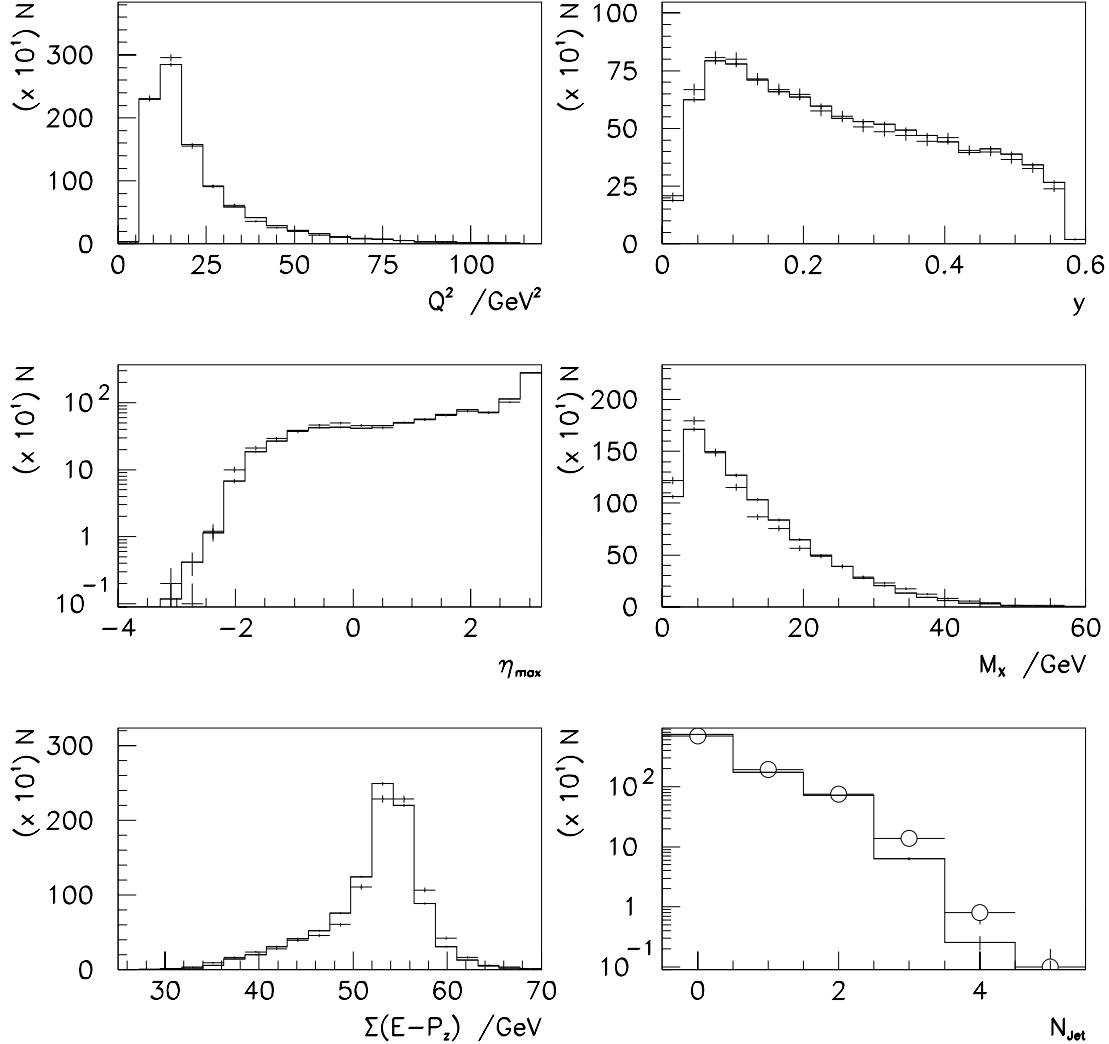 (x 10¹) N
300
200
100
0
0 25 50 75 100
Q² /GeV²
(x 10¹) N
100
75
50
25
0
0 0.2 0.4 0.6
y
(x 10¹) N
10²
10
1
10⁻¹
−4 −2 0 2
η_max
(x 10¹) N
200
150
100
50
0
0 20 40 60
M_X /GeV
(x 10¹) N
300
200
100
0
30 40 50 60 70
Σ(E−P_z) /GeV
(x 10¹) N
10²
10
1
10⁻¹
0 2 4
N_Jet